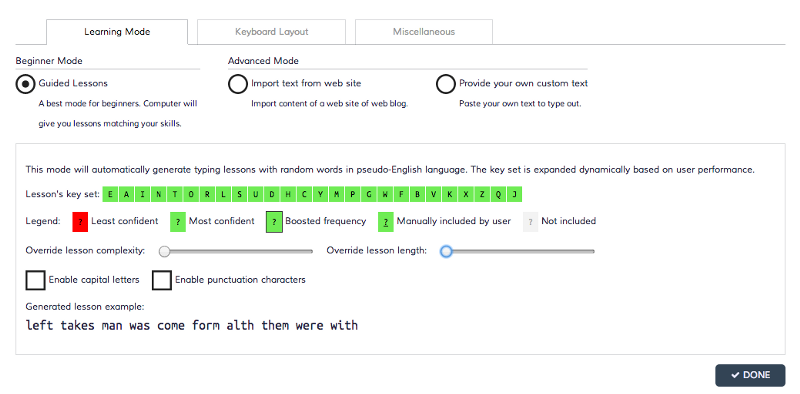 Learning Mode Keyboard Layout Miscellaneous
Beginner Mode Advanced Mode
Guided Lessons Import text from web site Provide your own custom text
A best mode for beginners. Computer will Import content of a web site of web blog. Paste your own text to type out.
give you lessons matching your skills.
This mode will automatically generate typing lessons with random words in pseudo-English language. The key set is expanded dynamically based on user performance.
Lesson's key set: E A I N T O R L S U D H C Y M P G W F B V K X Z Q J
Legend: ? Least confident ? Most confident ? Boosted frequency ? Manually included by user ? Not included
Override lesson complexity: Override lesson length:
Enable capital letters Enable punctuation characters
Generated lesson example:
left takes man was come form alth them were with
DONE